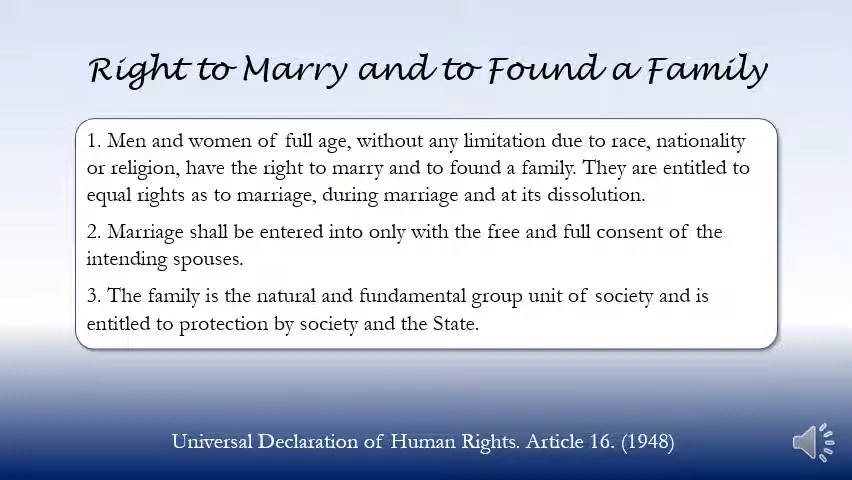 Right to Marry and to Found a Family
1. Men and women of full age, without any limitation due to race, nationality
or religion, have the right to marry and to found a family. They are entitled to
equal rights as to marriage, during marriage and at its dissolution.
2. Marriage shall be entered into only with the free and full consent of the
intending spouses.
3. The family is the natural and fundamental group unit of society and is
entitled to protection by society and the State.
Universal Declaration of Human Rights. Article 16. (1948)